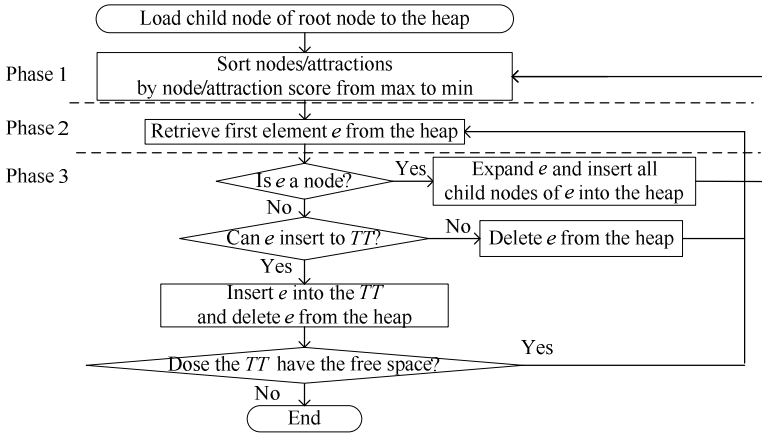 Load child node of root node to the heap
Phase 1
Sort nodes/attractions
by node/attraction score from max to min
Phase 2
Retrieve first element e from the heap
Phase 3
Is e a node?
Yes
Expand e and insert all
child nodes of e into the heap
No
Can e insert to TT?
No
Delete e from the heap
Yes
Insert e into the TT
and delete e from the heap
Dose the TT have the free space?
Yes
No
End